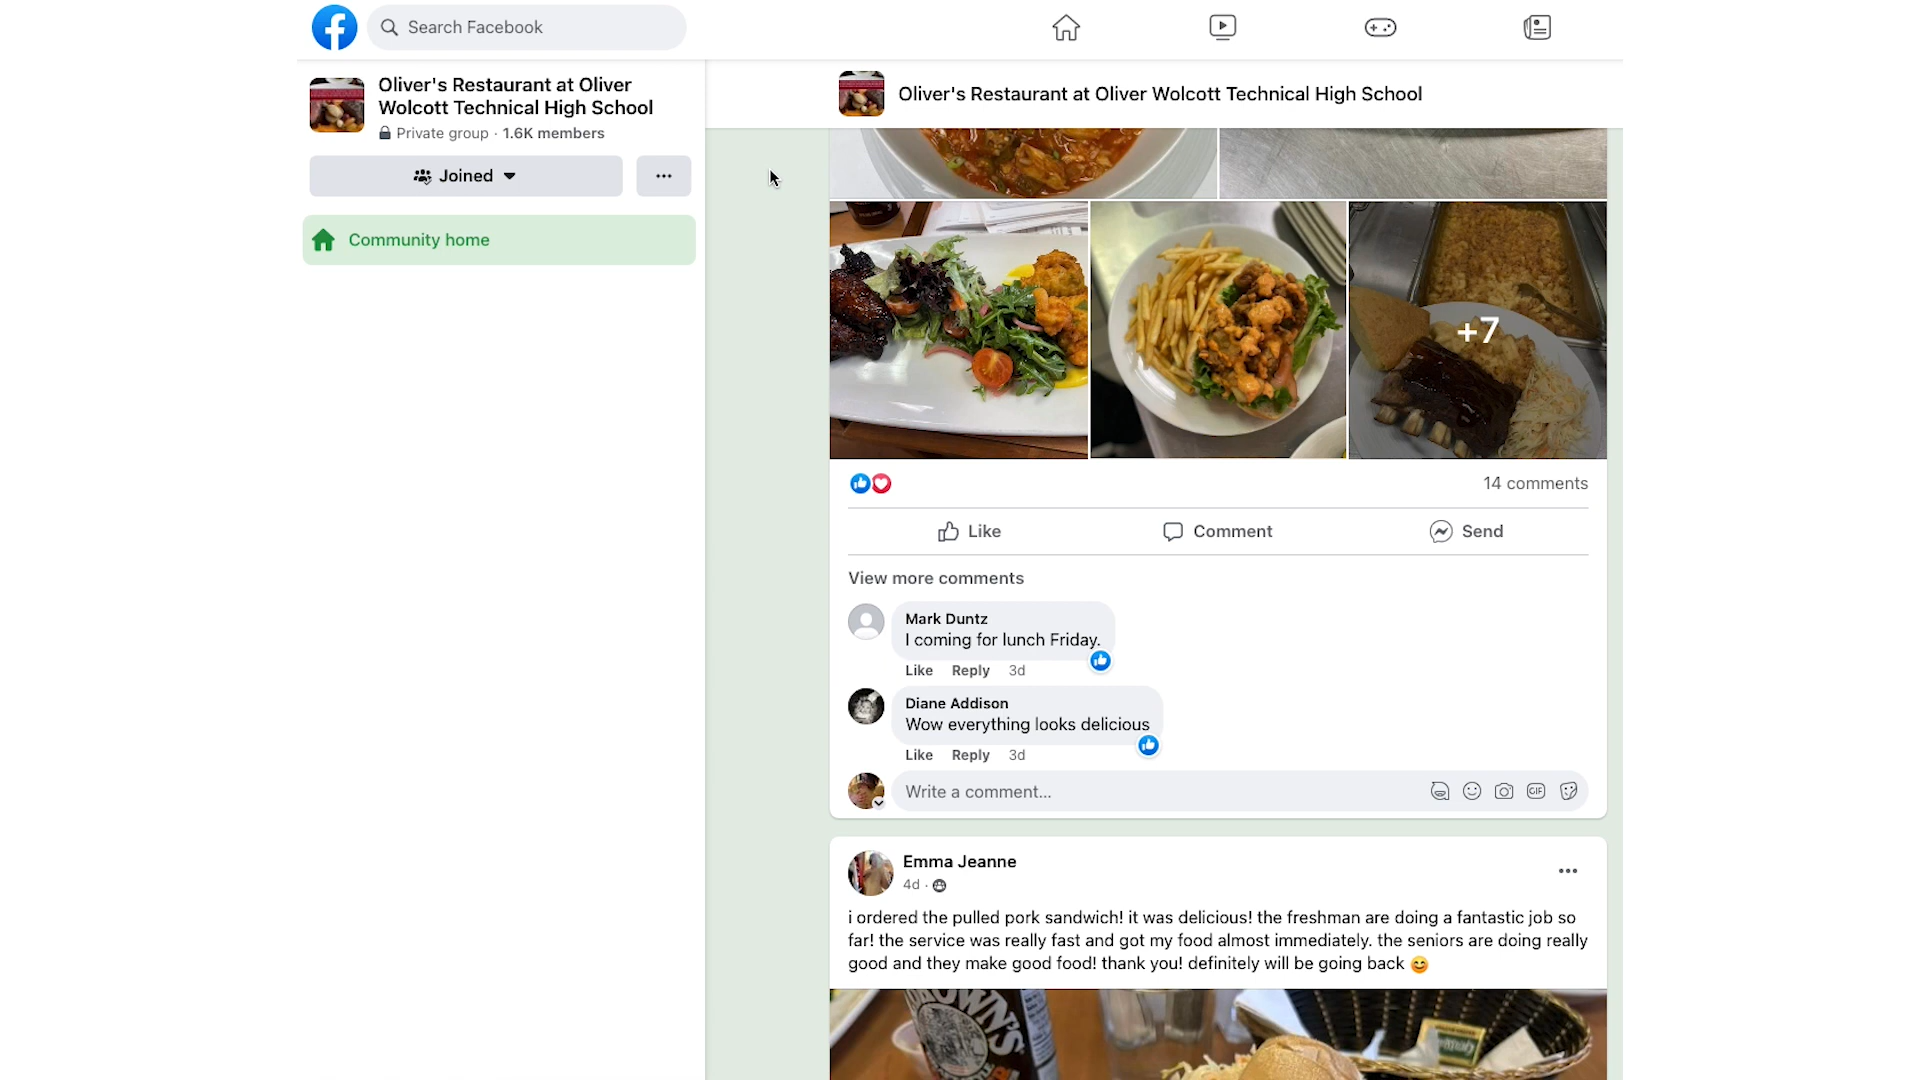 Search Facebook
Oliver's Restaurant at Oliver
Wolcott Technical High School
Private group · 1.6K members
Joined
Community home
Oliver's Restaurant at Oliver Wolcott Technical High School
+7
14 comments
Like
Comment
Send
View more comments
Mark Duntz
I coming for lunch Friday.
Like Reply 3d
Diane Addison
Wow everything looks delicious
Like Reply 3d
Write a comment...
GIF
Emma Jeanne
4d ·
i ordered the pulled pork sandwich! it was delicious! the freshman are doing a fantastic job so
far! the service was really fast and got my food almost immediately. the seniors are doing really
good and they make good food! thank you! definitely will be going back 😊